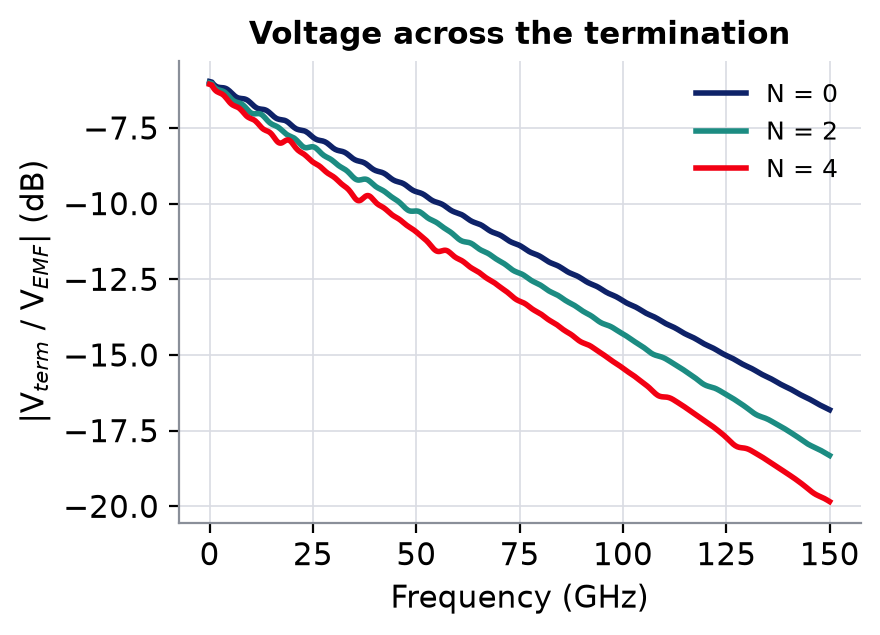 Voltage across the termination
N = 0
N = 2
N = 4
|V_term / V_EMF| (dB)
−7.5
−10.0
−12.5
−15.0
−17.5
−20.0
0 25 50 75 100 125 150
Frequency (GHz)